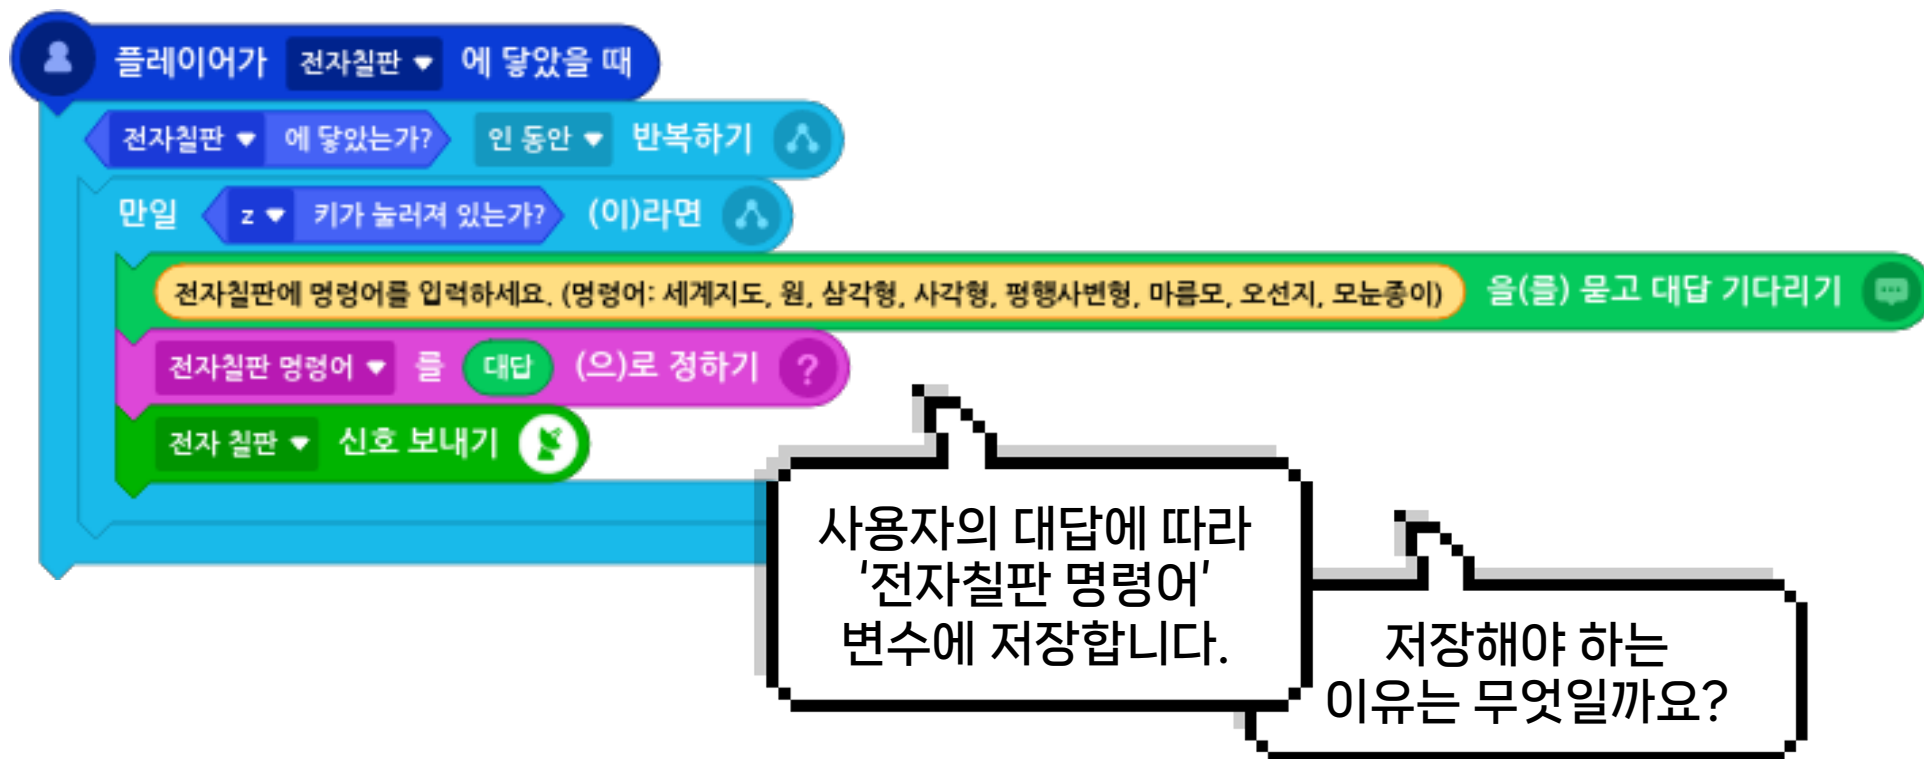 플레이어가 전자칠판 에 닿았을 때
전자칠판 에 닿았는가? 인 동안 반복하기
만일 z 키가 눌러져 있는가? (이)라면
전자칠판에 명령어를 입력하세요. (명령어: 세계지도, 원, 삼각형, 사각형, 평행사변형, 마름모, 오선지, 모눈종이) 을(를) 묻고 대답 기다리기
전자칠판 명령어 를 대답 (으)로 정하기 ?
전자 칠판 신호 보내기
사용자의 대답에 따라
‘전자칠판 명령어’
변수에 저장합니다.
저장해야 하는
이유는 무엇일까요?